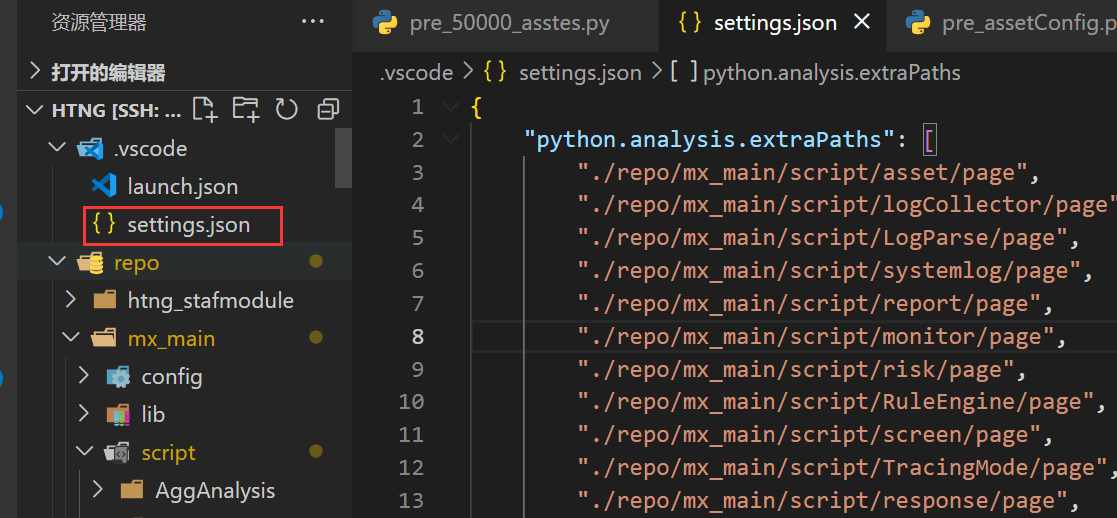 资源管理器
···
打开的编辑器
HTNG [SSH: ...
.vscode
launch.json
settings.json
repo
htng_stafmodule
mx_main
config
lib
script
AggAnalysis
pre_50000_asstes.py
settings.json
pre_assetConfig.p
.vscode > {} settings.json > [ ] python.analysis.extraPaths
1 {
2 "python.analysis.extraPaths": [
3 "./repo/mx_main/script/asset/page",
4 "./repo/mx_main/script/logCollector/page"
5 "./repo/mx_main/script/LogParse/page",
6 "./repo/mx_main/script/systemlog/page",
7 "./repo/mx_main/script/report/page",
8 "./repo/mx_main/script/monitor/page",
9 "./repo/mx_main/script/risk/page",
10 "./repo/mx_main/script/RuleEngine/page",
11 "./repo/mx_main/script/screen/page",
12 "./repo/mx_main/script/TracingMode/page",
13 "./repo/mx_main/script/response/page",